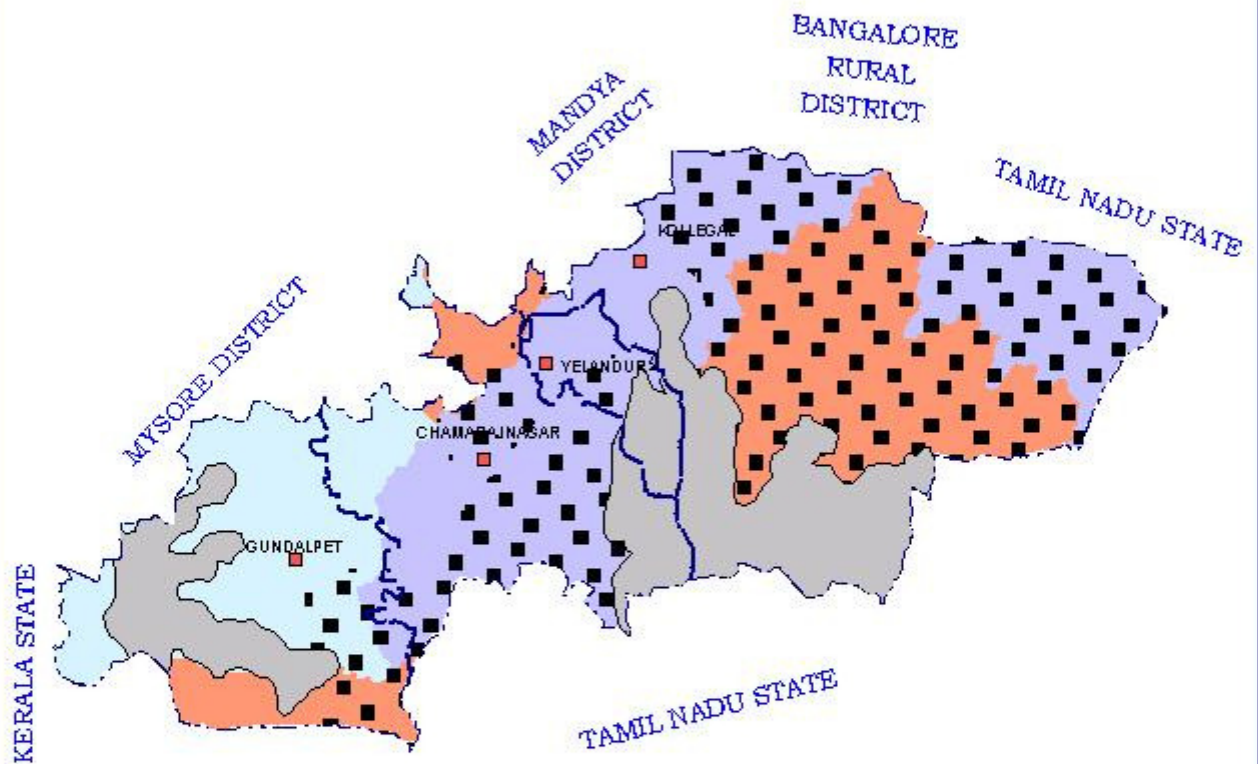 BANGALORE
RURAL
DISTRICT
MANDYA
DISTRICT
TAMIL NADU STATE
KOLLEGAL
MYSORE DISTRICT
YELANDUR
CHAMARAJNAGAR
GUNDALPET
KERALA STATE
TAMIL NADU STATE